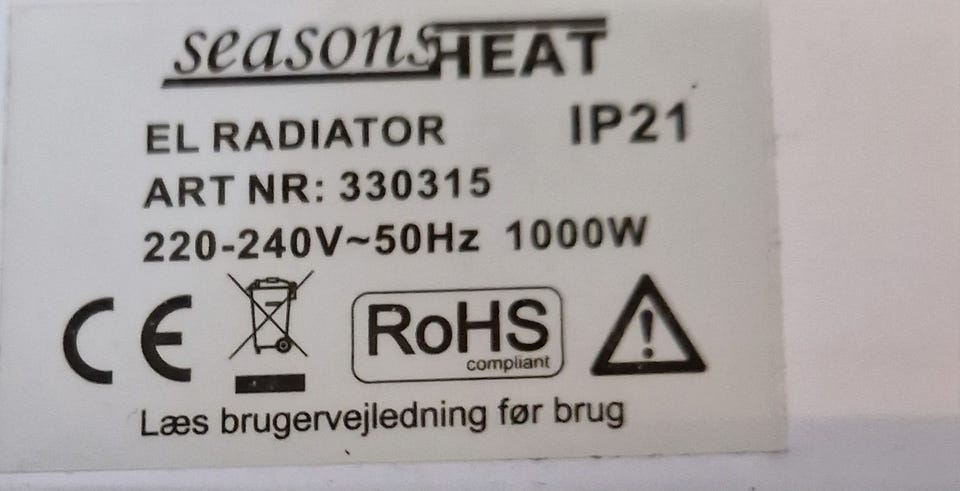 seasonsHEAT
EL RADIATOR IP21
ART NR: 330315
220-240V~50Hz 1000W
CE RoHS
compliant
Læs brugervejledning før brug